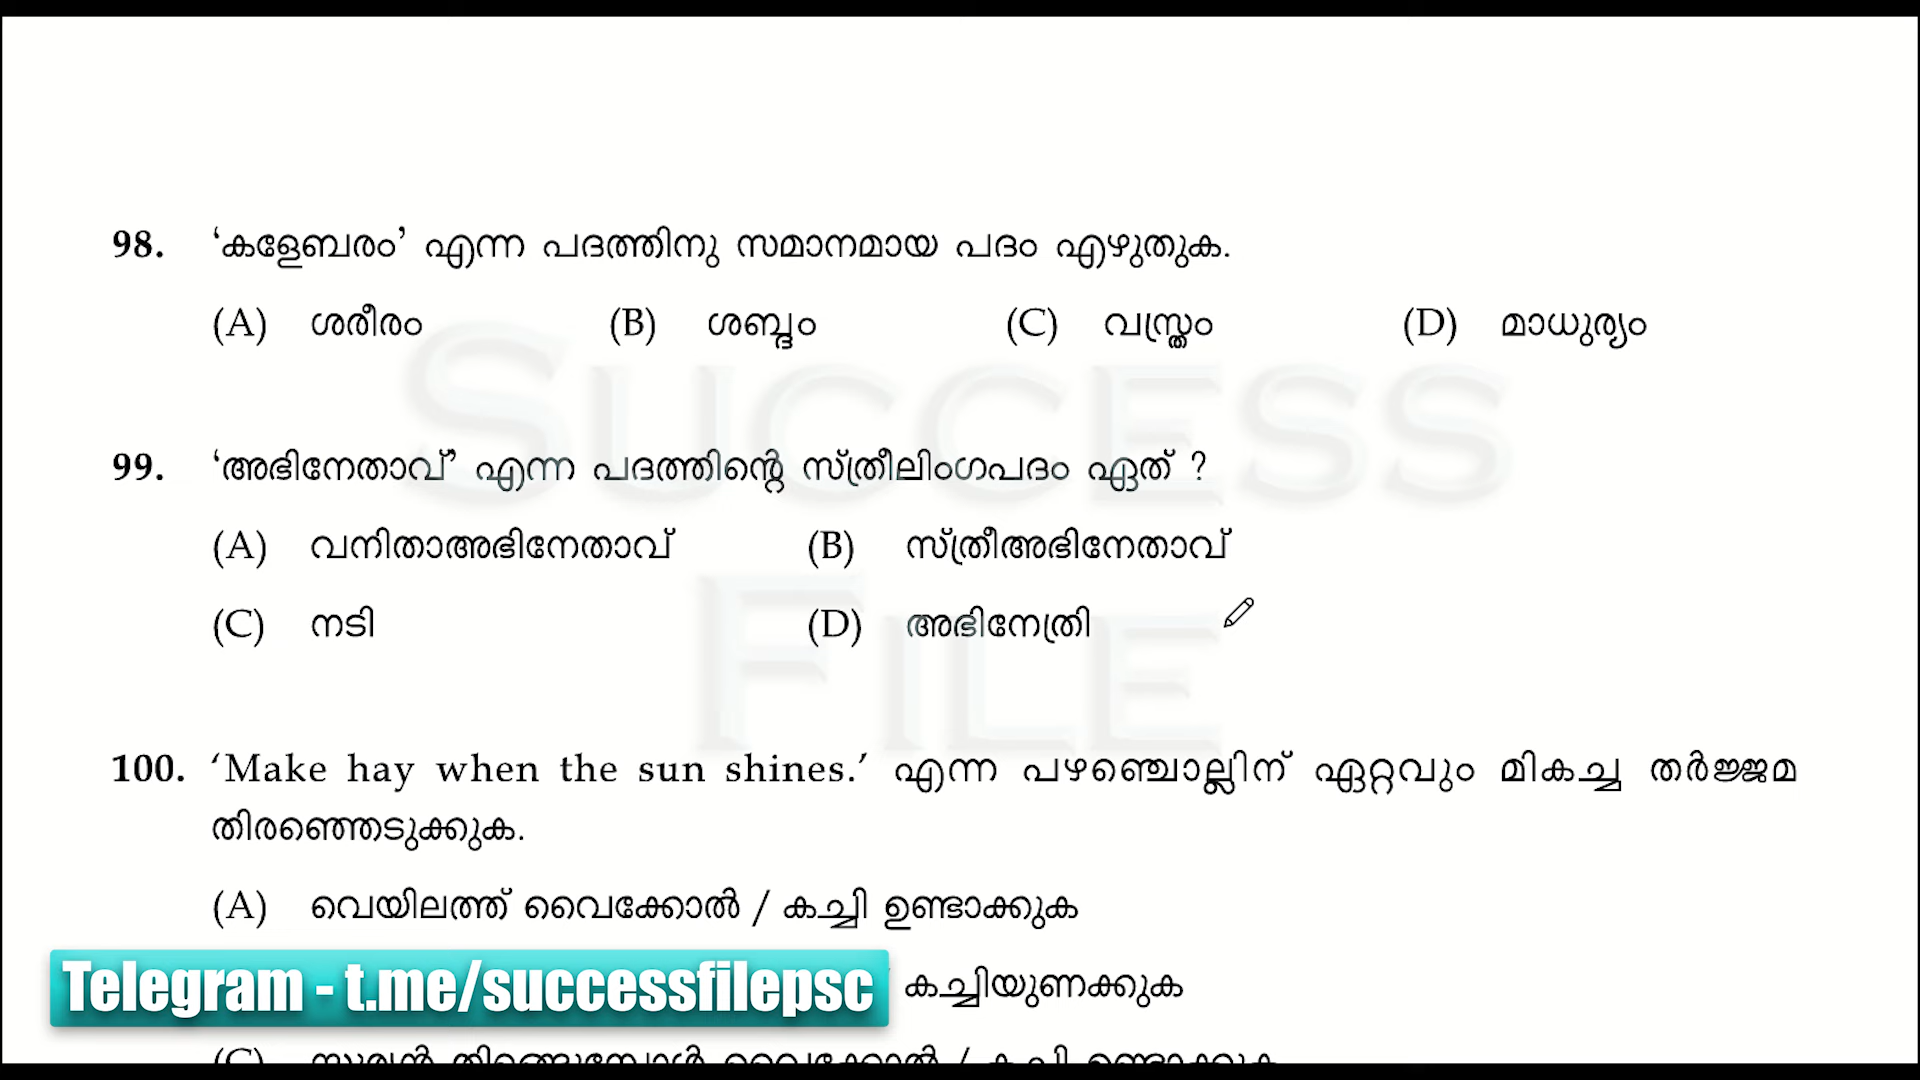 98. ‘കളേബരം’ എന്ന പദത്തിനു സമാനമായ പദം എഴുതുക.
(A) ശരീരം (B) ശബ്ദം (C) വസ്ത്രം (D) മാധുര്യം
SUCCESS
99. ‘അഭിനേതാവ്’ എന്ന പദത്തിന്റെ സ്ത്രീലിംഗപദം ഏത് ?
(A) വനിതാഅഭിനേതാവ് (B) സ്ത്രീഅഭിനേതാവ്
(C) നടി (D) അഭിനേത്രി
FILE
100. ‘Make hay when the sun shines.’ എന്ന പഴഞ്ചൊല്ലിന് ഏറ്റവും മികച്ച തർജ്ജമ
തിരഞ്ഞെടുക്കുക.
(A) വെയിലത്ത് വൈക്കോൽ / കച്ചി ഉണ്ടാക്കുക
കച്ചിയുണക്കുക
Telegram - t.me/successfilepsc